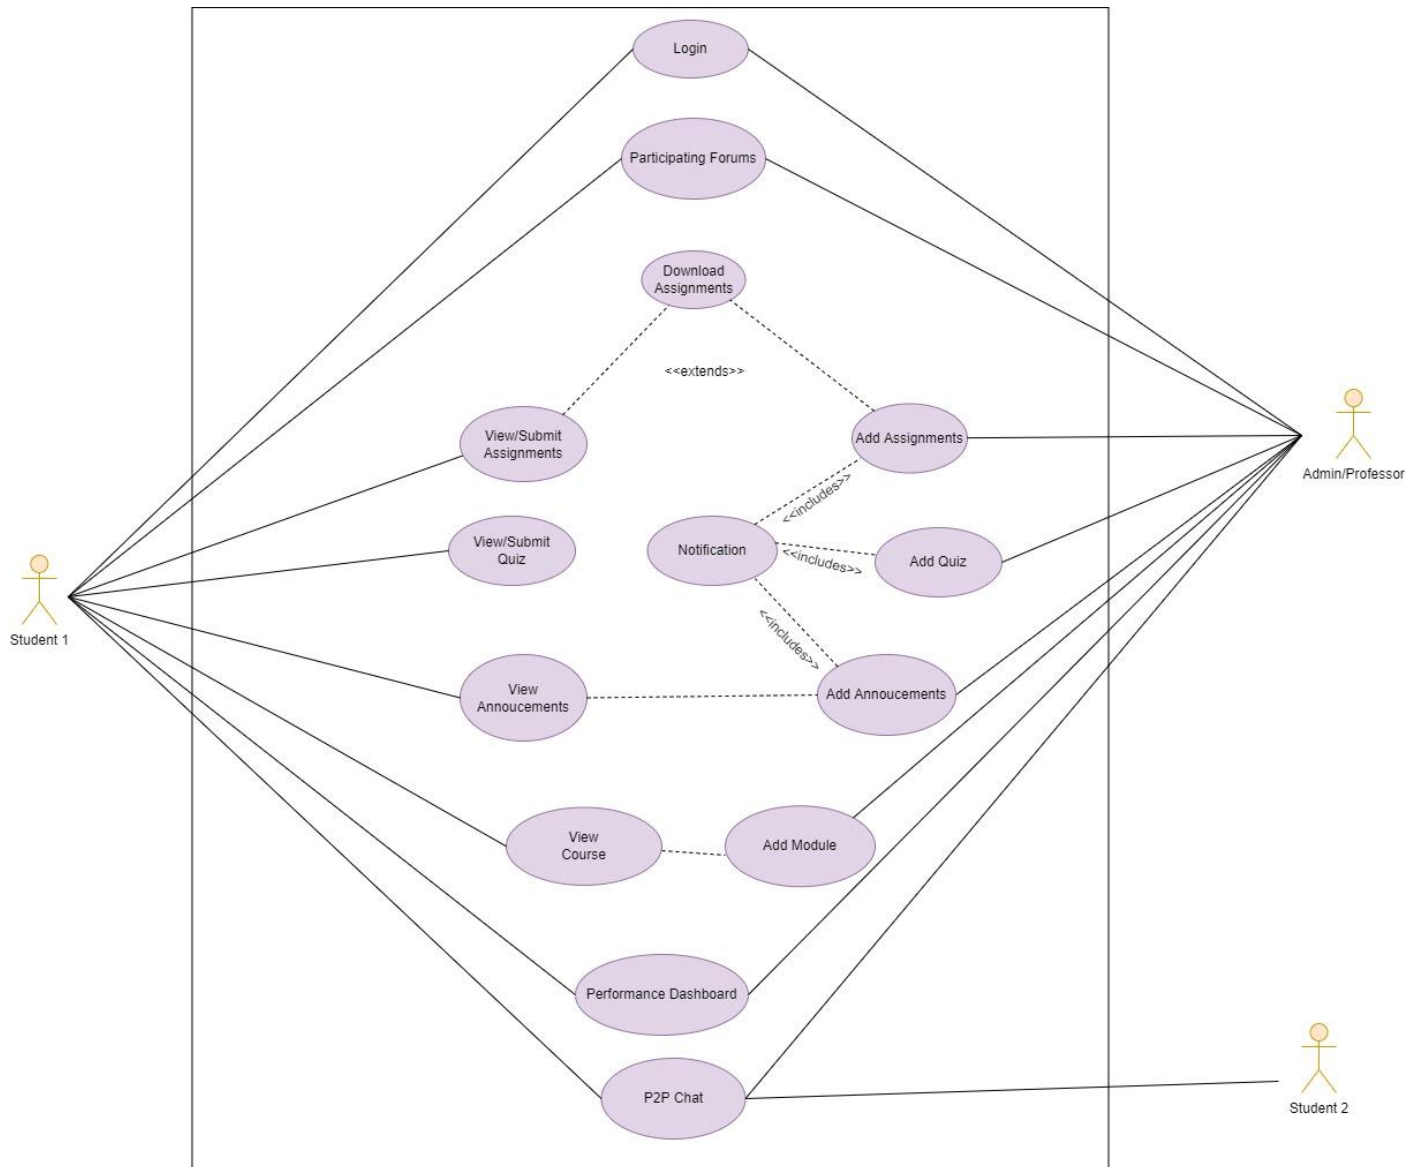 Login
Participating Forums
Download
Assignments
<<extends>>
View/Submit
Assignments
Add Assignments
Admin/Professor
<<includes>>
View/Submit
Quiz
Notification
<<includes>>
Add Quiz
Student 1
<<includes>>
View
Annoucements
Add Annoucements
View
Course
Add Module
Performance Dashboard
P2P Chat
Student 2